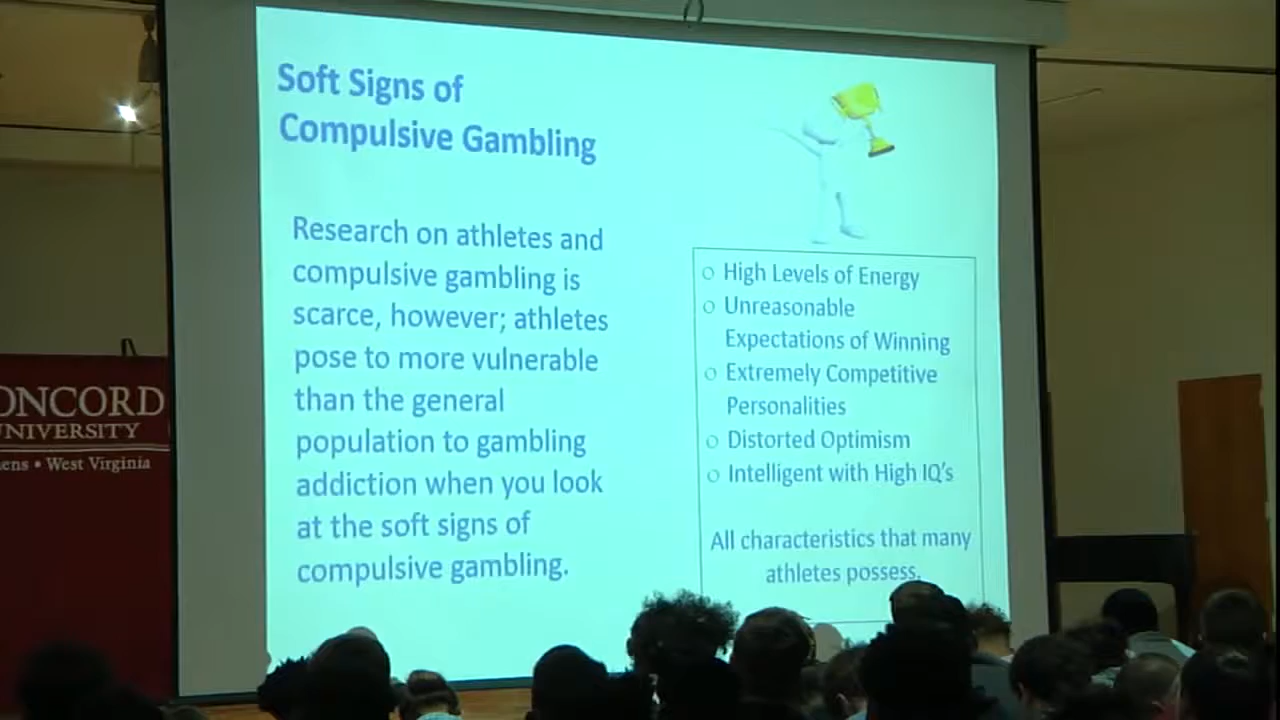 Soft Signs of
Compulsive Gambling
Research on athletes and
compulsive gambling is
scarce, however; athletes
pose to more vulnerable
than the general
population to gambling
addiction when you look
at the soft signs of
compulsive gambling.
○ High Levels of Energy
○ Unreasonable
Expectations of Winning
○ Extremely Competitive
Personalities
○ Distorted Optimism
○ Intelligent with High IQ's
All characteristics that many
athletes possess.
ONCORD
UNIVERSITY
ens • West Virginia